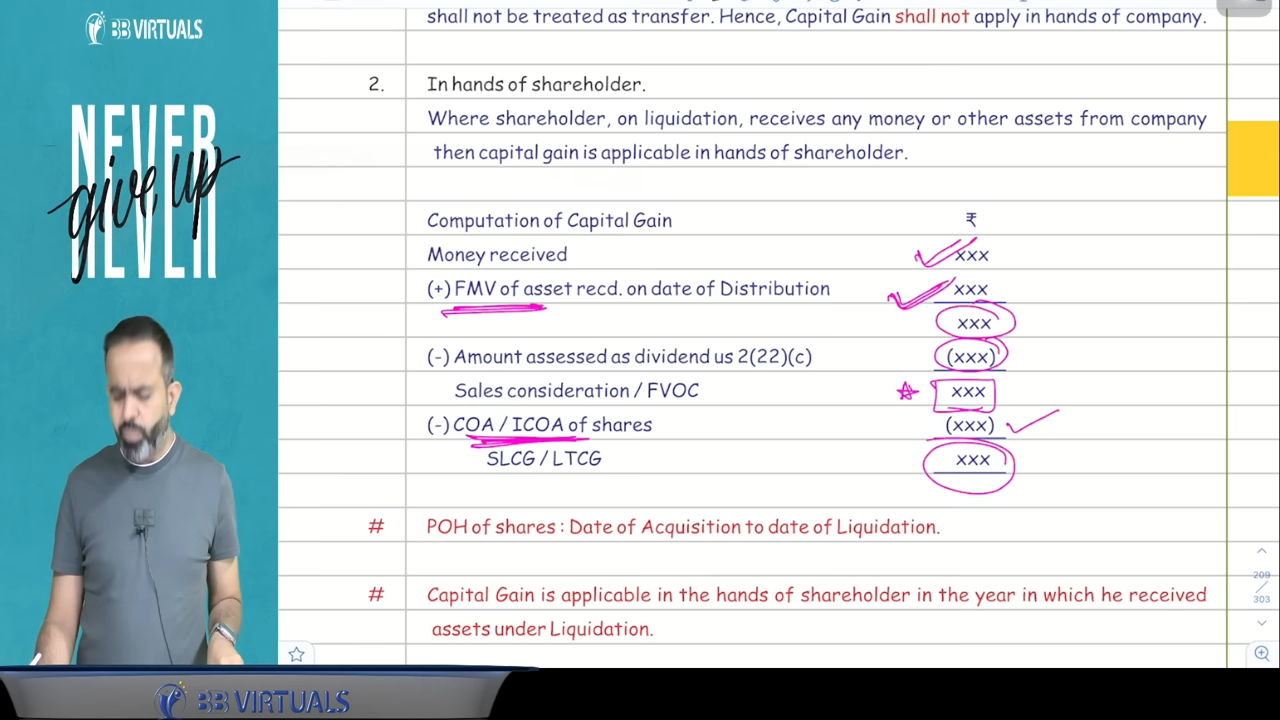 BB VIRTUALS
NEVER
give up
NEVER
shall not be treated as transfer. Hence, Capital Gain shall not apply in hands of company.
2. In hands of shareholder.
Where shareholder, on liquidation, receives any money or other assets from company
then capital gain is applicable in hands of shareholder.
Computation of Capital Gain ₹
Money received xxx
(+) FMV of asset recd. on date of Distribution xxx
xxx
(-) Amount assessed as dividend us 2(22)(c) (xxx)
Sales consideration / FVOC xxx
(-) COA / ICOA of shares (xxx)
SLCG / LTCG xxx
# POH of shares : Date of Acquisition to date of Liquidation.
# Capital Gain is applicable in the hands of shareholder in the year in which he received
assets under Liquidation.
209
/
303
BB VIRTUALS